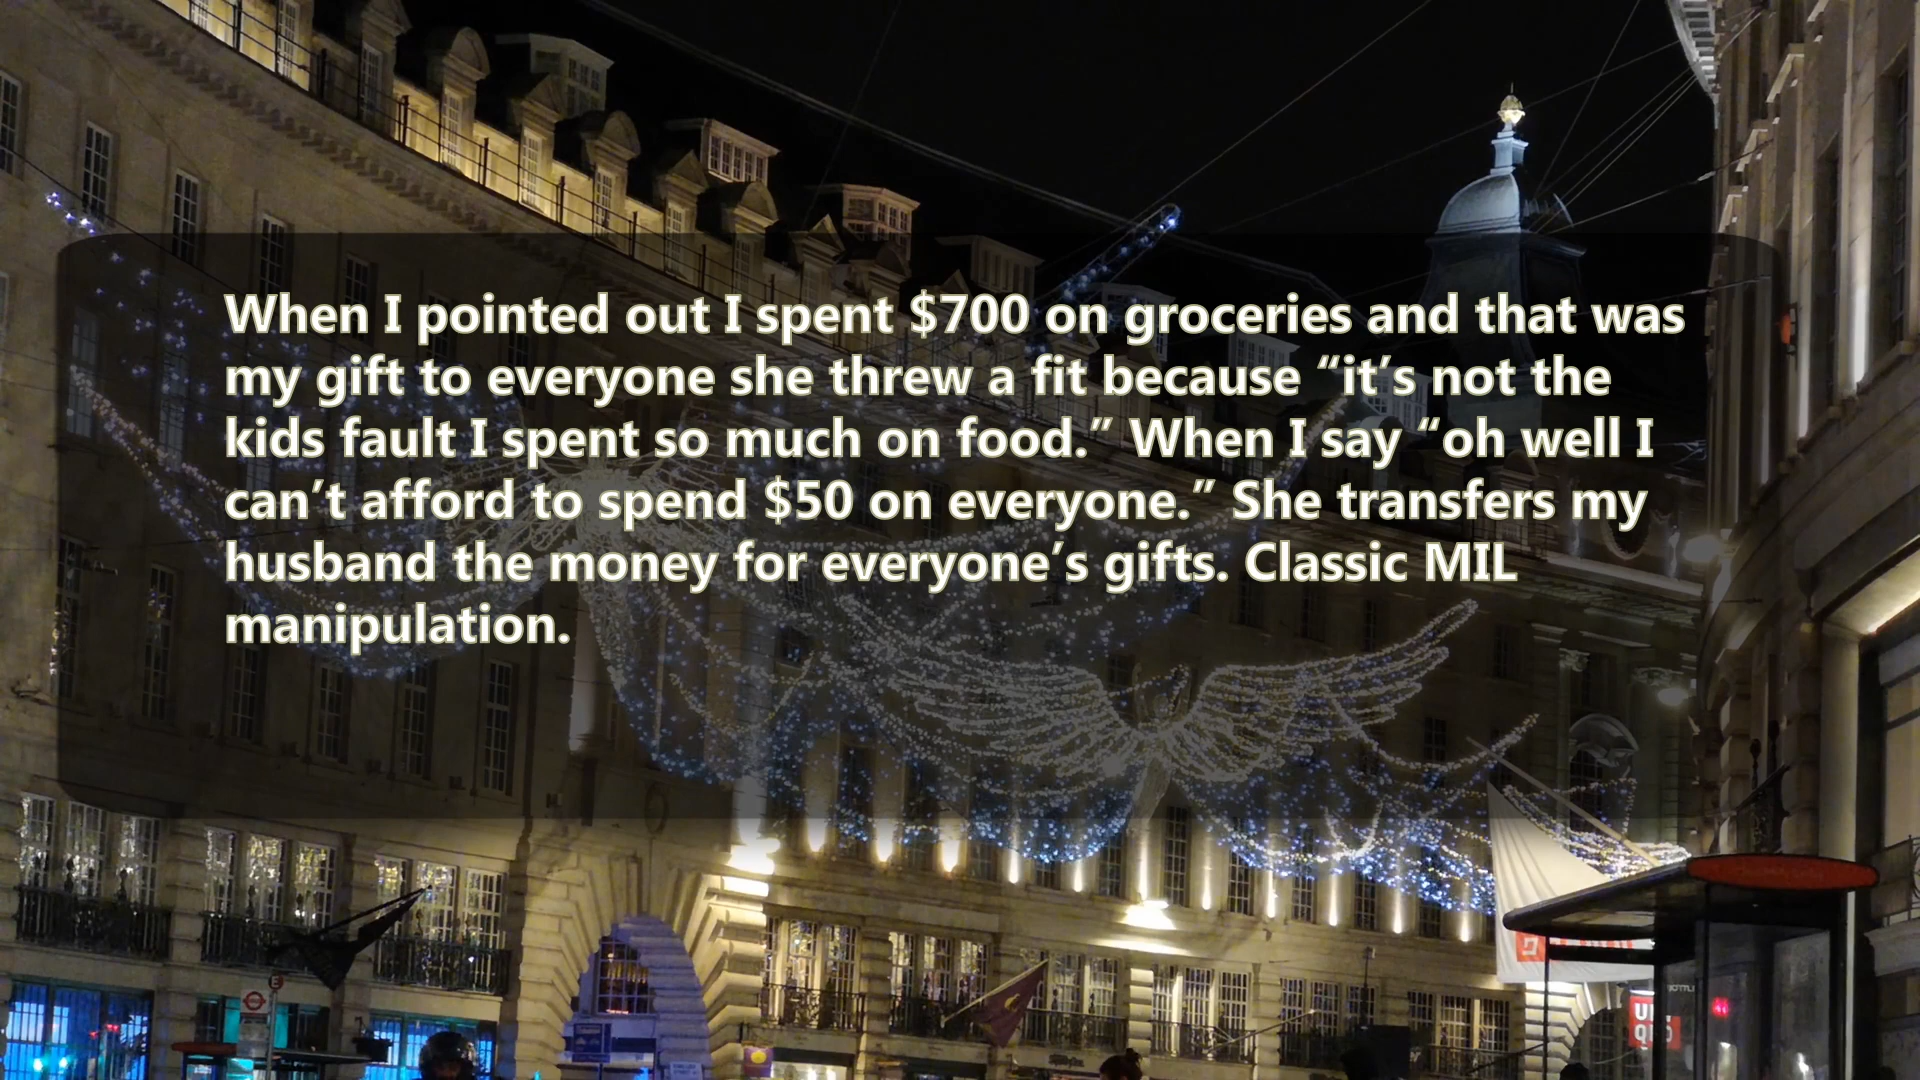 When I pointed out I spent $700 on groceries and that was
my gift to everyone she threw a fit because “it’s not the
kids fault I spent so much on food.” When I say “oh well I
can’t afford to spend $50 on everyone.” She transfers my
husband the money for everyone’s gifts. Classic MIL
manipulation.